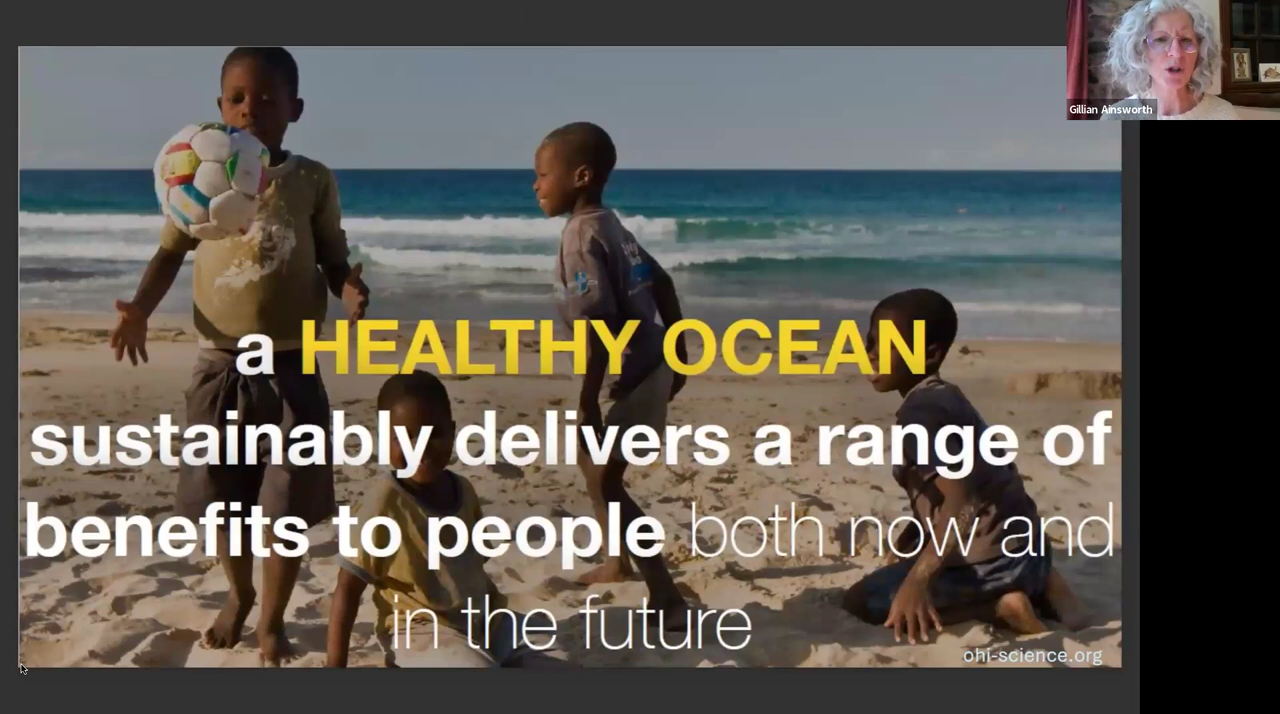 Gillian Ainsworth
a HEALTHY OCEAN
sustainably delivers a range of
benefits to people both now and
in the future
ohi-science.org